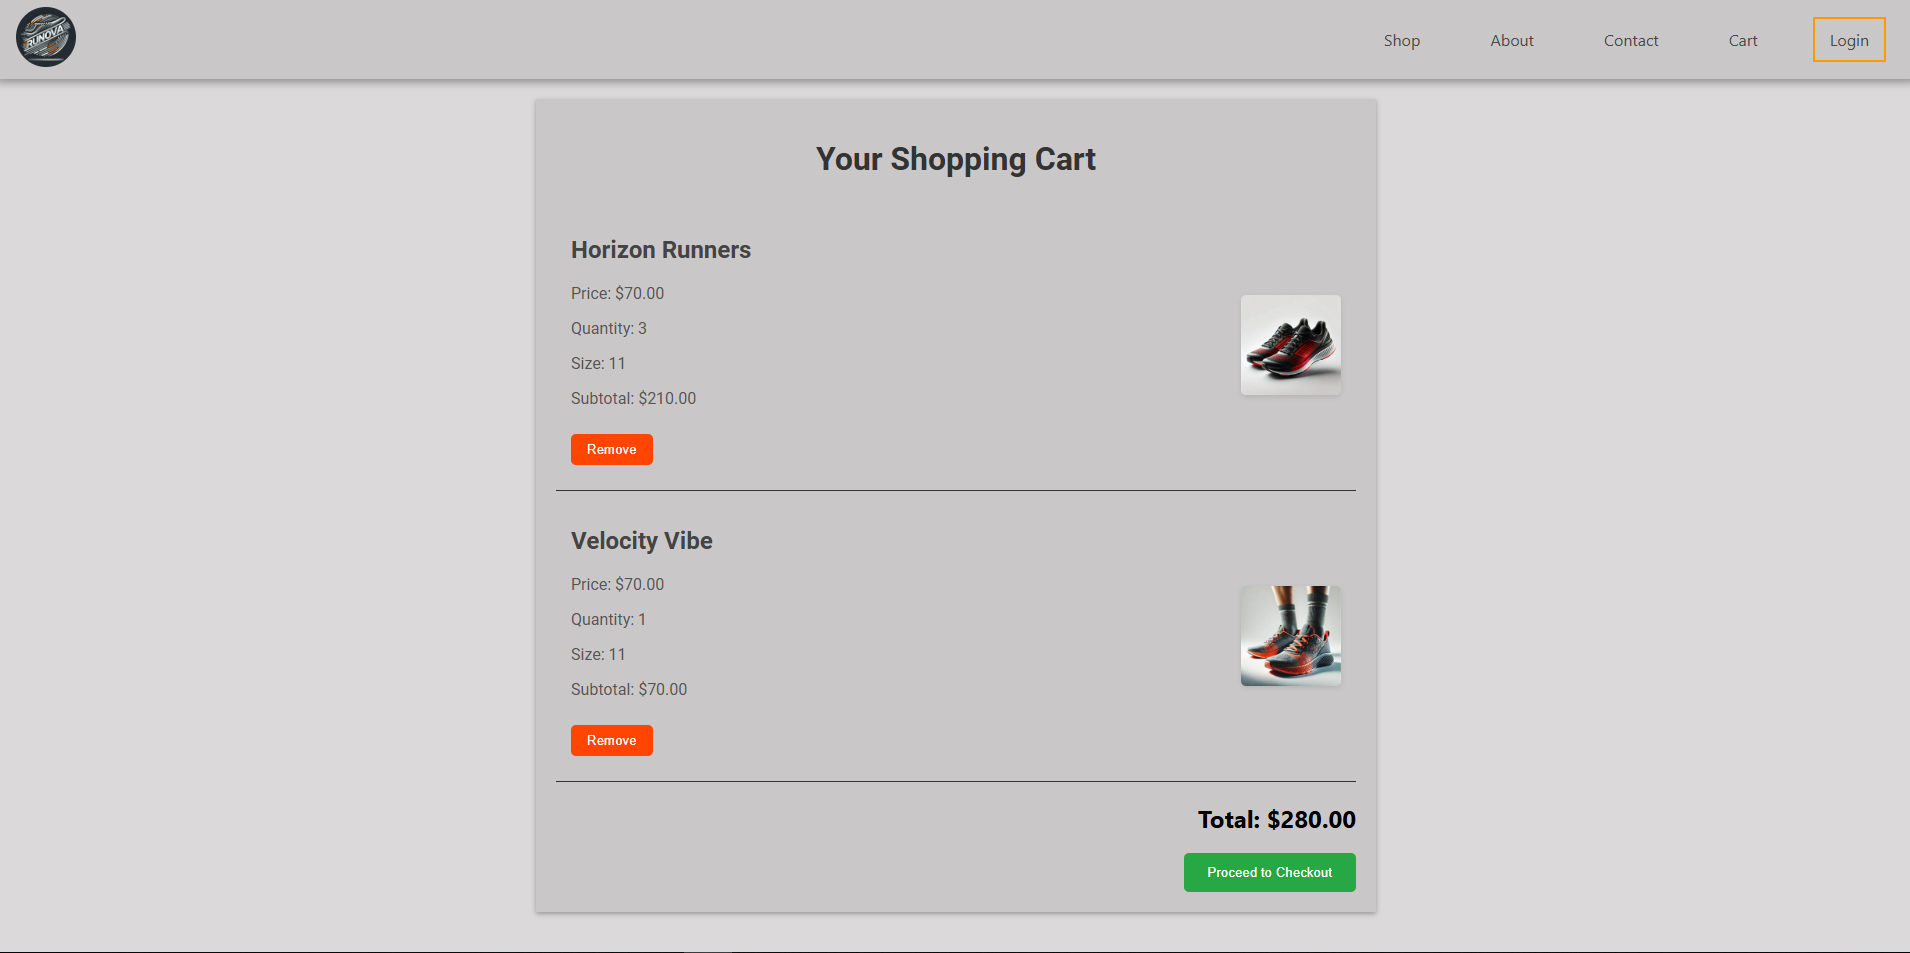 RUNOVA
Shop
About
Contact
Cart
Login
Your Shopping Cart
Horizon Runners
Price: $70.00
Quantity: 3
Size: 11
Subtotal: $210.00
Remove
Velocity Vibe
Price: $70.00
Quantity: 1
Size: 11
Subtotal: $70.00
Remove
Total: $280.00
Proceed to Checkout